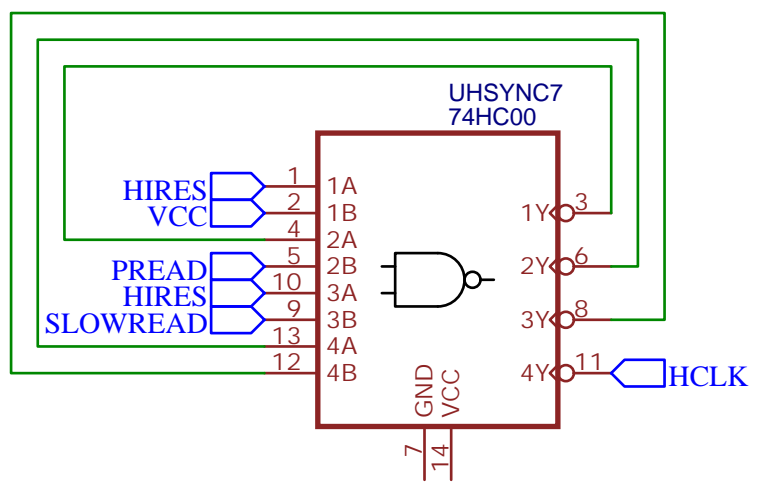 UHSYNC7
74HC00
HIRES 1 1A
VCC 2 1B 1Y 3
4 2A
PREAD 5 2B 2Y 6
HIRES 10 3A
SLOWREAD 9 3B 3Y 8
13 4A
12 4B 4Y 11 HCLK
GND VCC
7 14